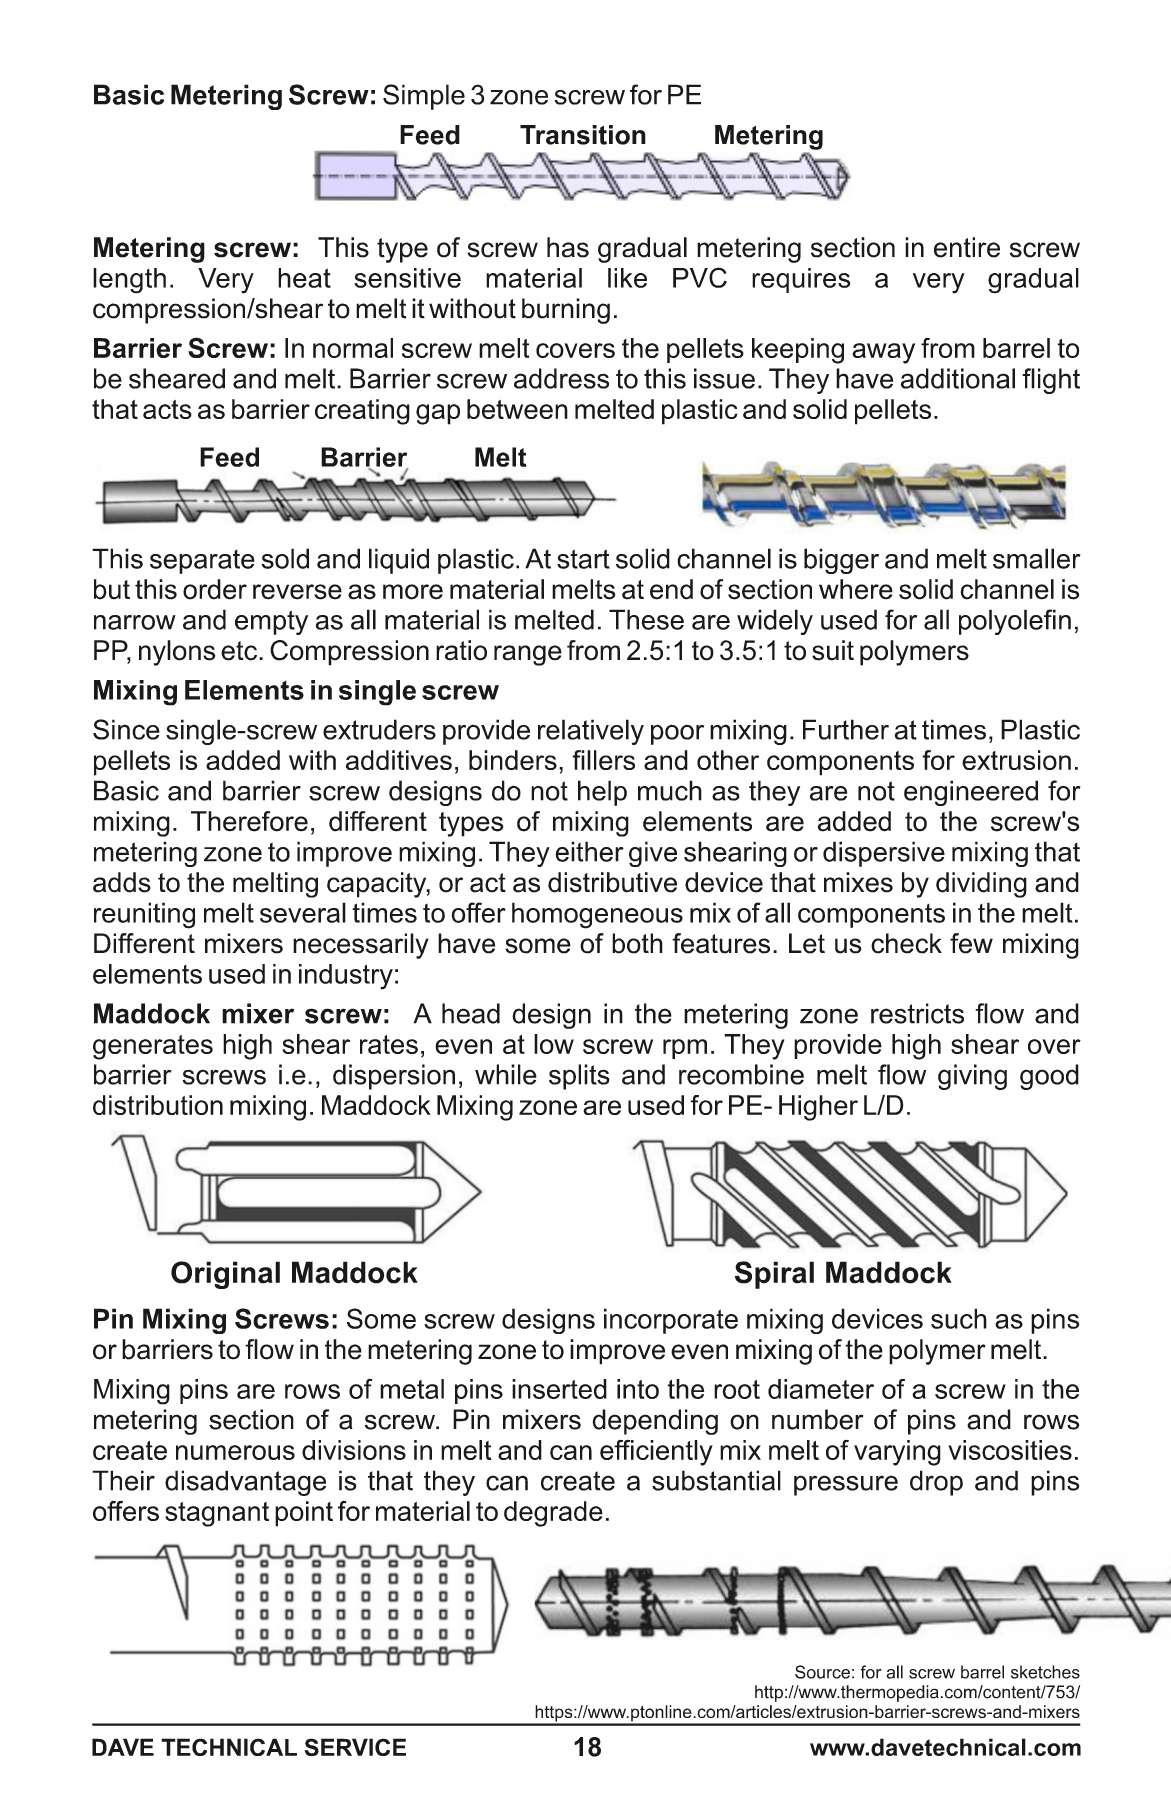 Basic Metering Screw: Simple 3 zone screw for PE
Feed Transition Metering
Metering screw: This type of screw has gradual metering section in entire screw
length. Very heat sensitive material like PVC requires a very gradual
compression/shear to melt it without burning.
Barrier Screw: In normal screw melt covers the pellets keeping away from barrel to
be sheared and melt. Barrier screw address to this issue. They have additional flight
that acts as barrier creating gap between melted plastic and solid pellets.
Feed Barrier Melt
This separate sold and liquid plastic. At start solid channel is bigger and melt smaller
but this order reverse as more material melts at end of section where solid channel is
narrow and empty as all material is melted. These are widely used for all polyolefin,
PP, nylons etc. Compression ratio range from 2.5:1 to 3.5:1 to suit polymers
Mixing Elements in single screw
Since single-screw extruders provide relatively poor mixing. Further at times, Plastic
pellets is added with additives, binders, fillers and other components for extrusion.
Basic and barrier screw designs do not help much as they are not engineered for
mixing. Therefore, different types of mixing elements are added to the screw's
metering zone to improve mixing. They either give shearing or dispersive mixing that
adds to the melting capacity, or act as distributive device that mixes by dividing and
reuniting melt several times to offer homogeneous mix of all components in the melt.
Different mixers necessarily have some of both features. Let us check few mixing
elements used in industry:
Maddock mixer screw: A head design in the metering zone restricts flow and
generates high shear rates, even at low screw rpm. They provide high shear over
barrier screws i.e., dispersion, while splits and recombine melt flow giving good
distribution mixing. Maddock Mixing zone are used for PE- Higher L/D.
Original Maddock Spiral Maddock
Pin Mixing Screws: Some screw designs incorporate mixing devices such as pins
or barriers to flow in the metering zone to improve even mixing of the polymer melt.
Mixing pins are rows of metal pins inserted into the root diameter of a screw in the
metering section of a screw. Pin mixers depending on number of pins and rows
create numerous divisions in melt and can efficiently mix melt of varying viscosities.
Their disadvantage is that they can create a substantial pressure drop and pins
offers stagnant point for material to degrade.
Source: for all screw barrel sketches
http://www.thermopedia.com/content/753/
https://www.ptonline.com/articles/extrusion-barrier-screws-and-mixers
DAVE TECHNICAL SERVICE 18 www.davetechnical.com